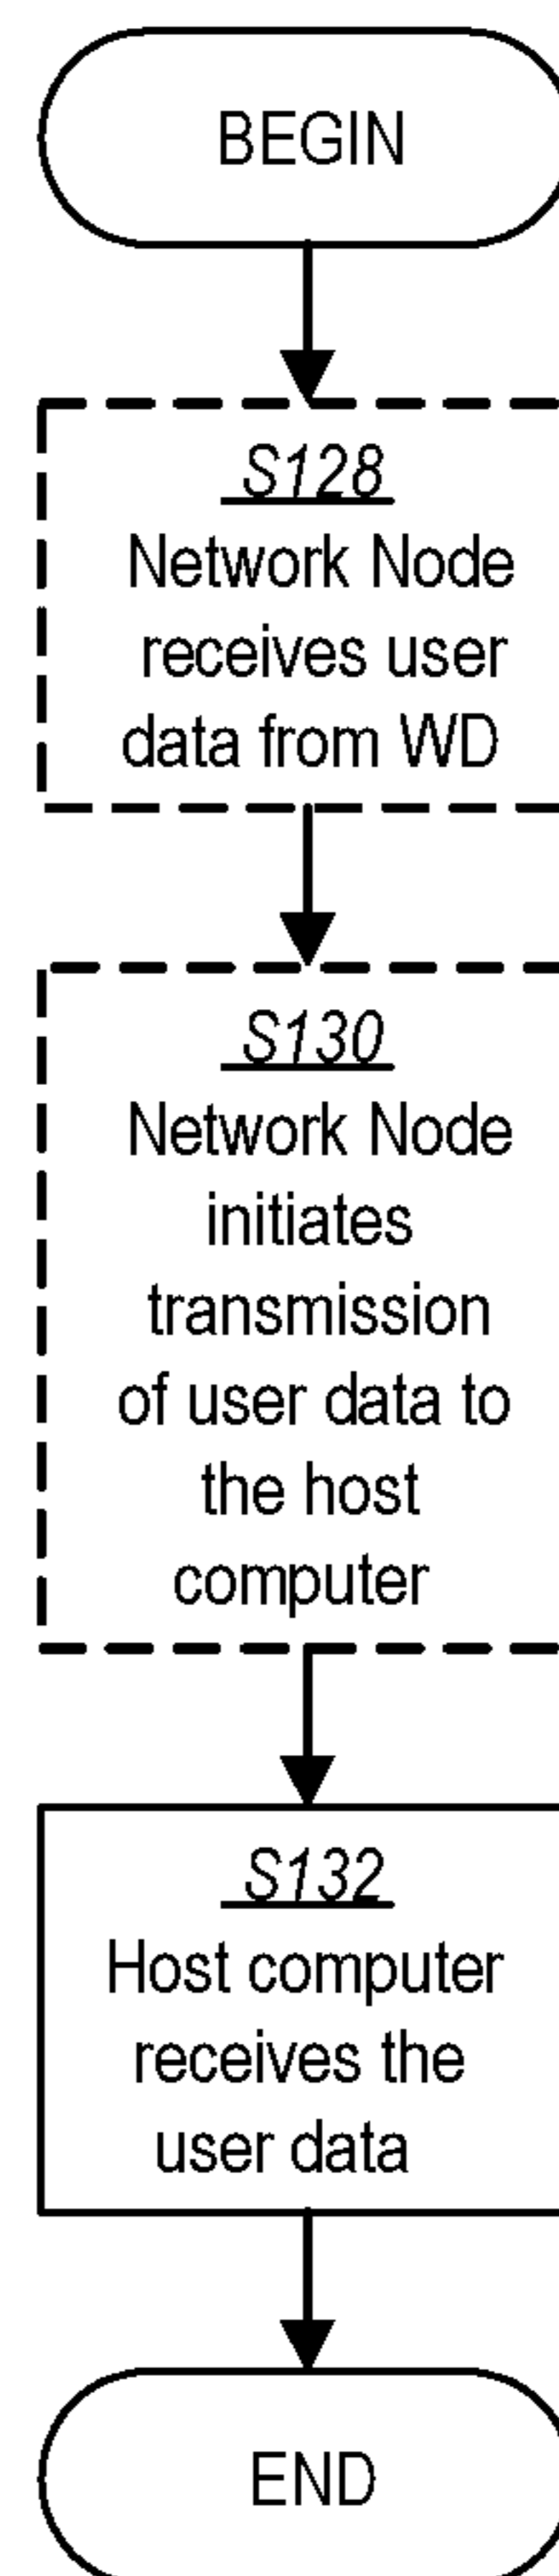 BEGIN
S128
Network Node
receives user
data from WD
S130
Network Node
initiates
transmission
of user data to
the host
computer
S132
Host computer
receives the
user data
END